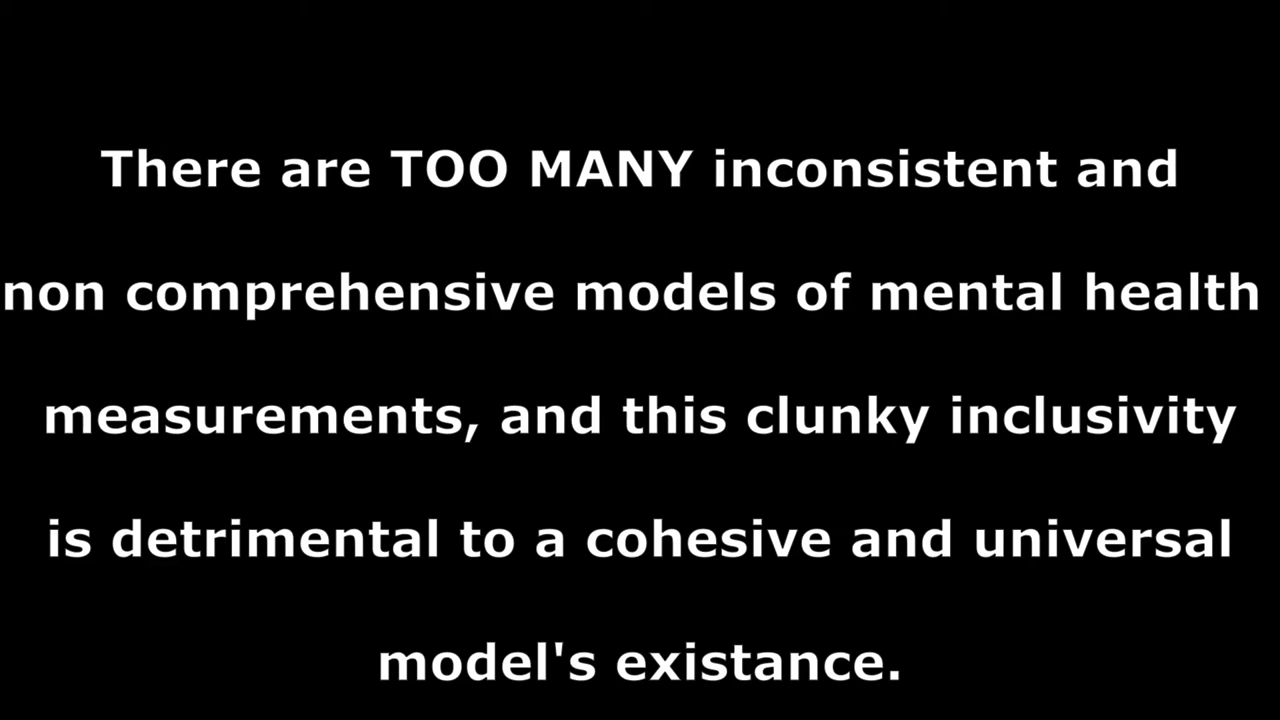 There are TOO MANY inconsistent and
non comprehensive models of mental health
measurements, and this clunky inclusivity
is detrimental to a cohesive and universal
model's existance.